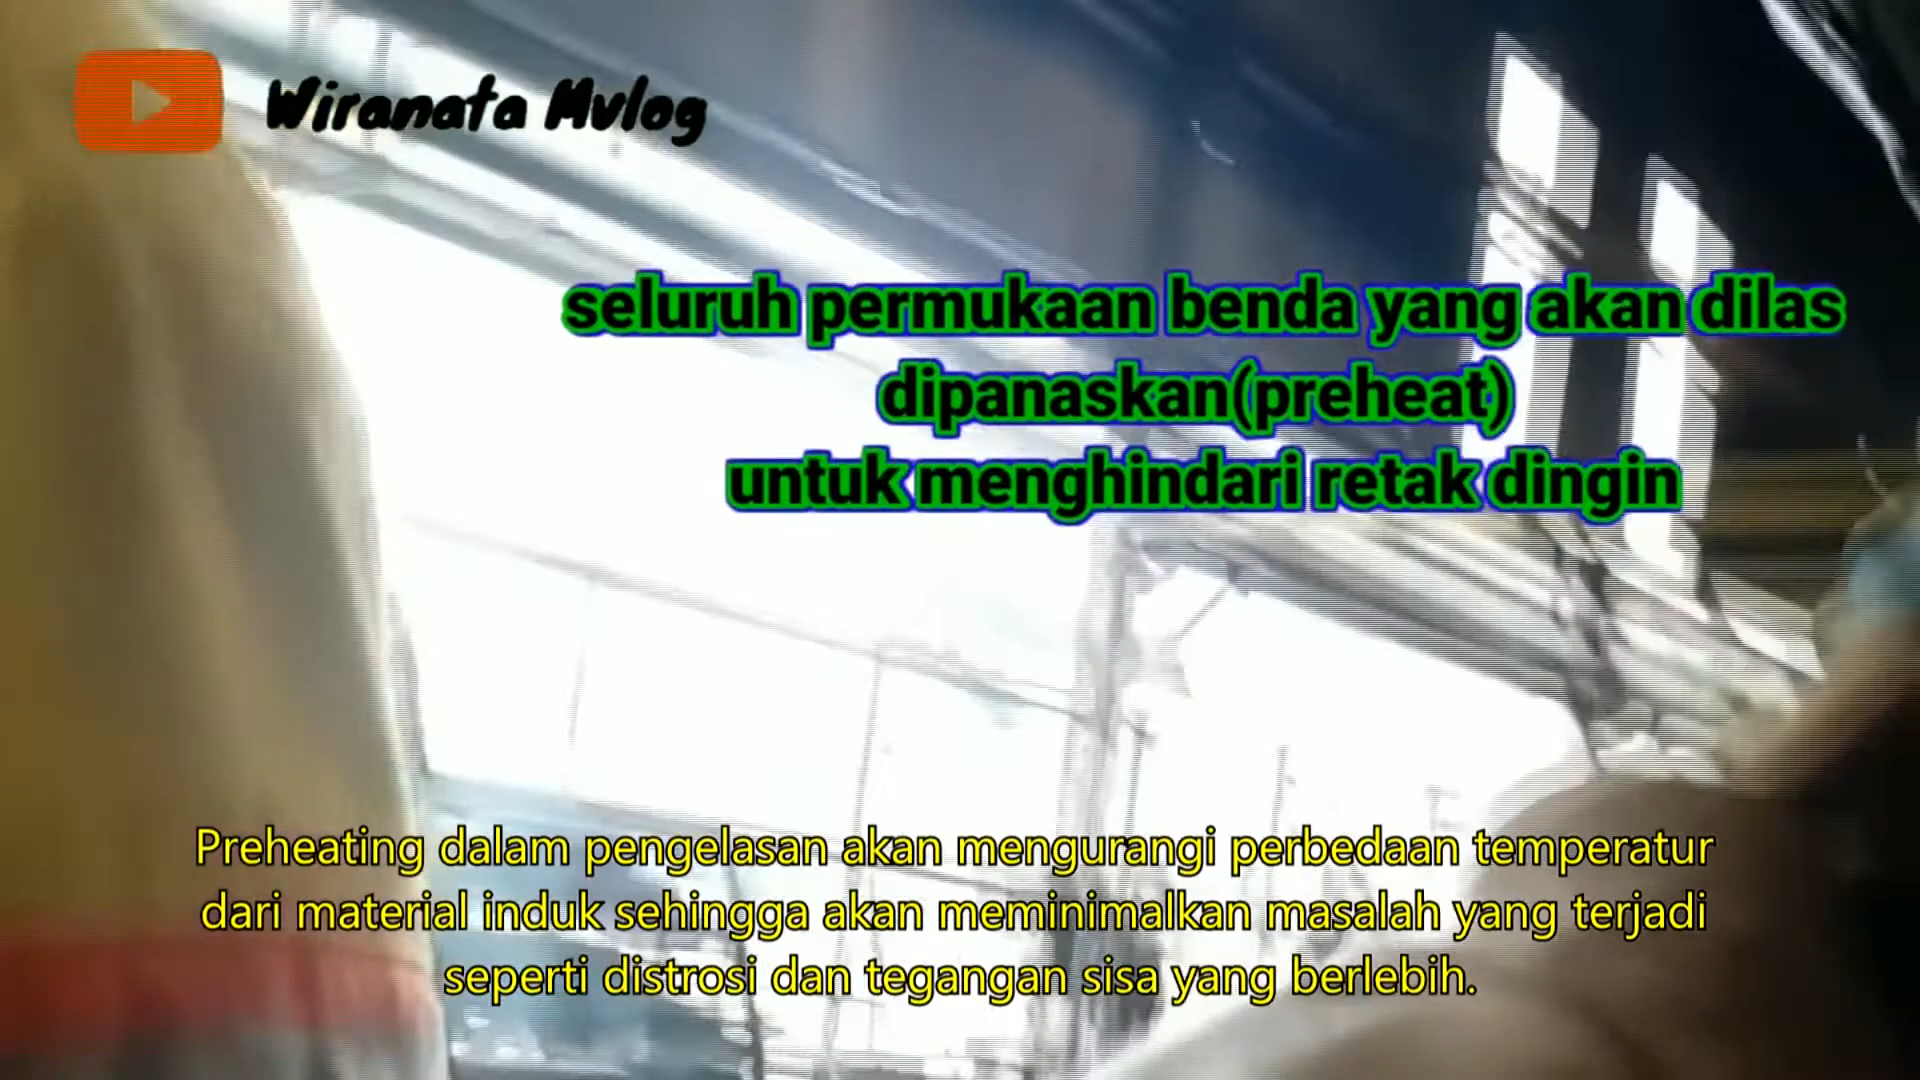 Wiranata Mvlog
seluruh permukaan benda yang akan dilas
dipanaskan(preheat)
untuk menghindari retak dingin
Preheating dalam pengelasan akan mengurangi perbedaan temperatur
dari material induk sehingga akan meminimalkan masalah yang terjadi
seperti distrosi dan tegangan sisa yang berlebih.